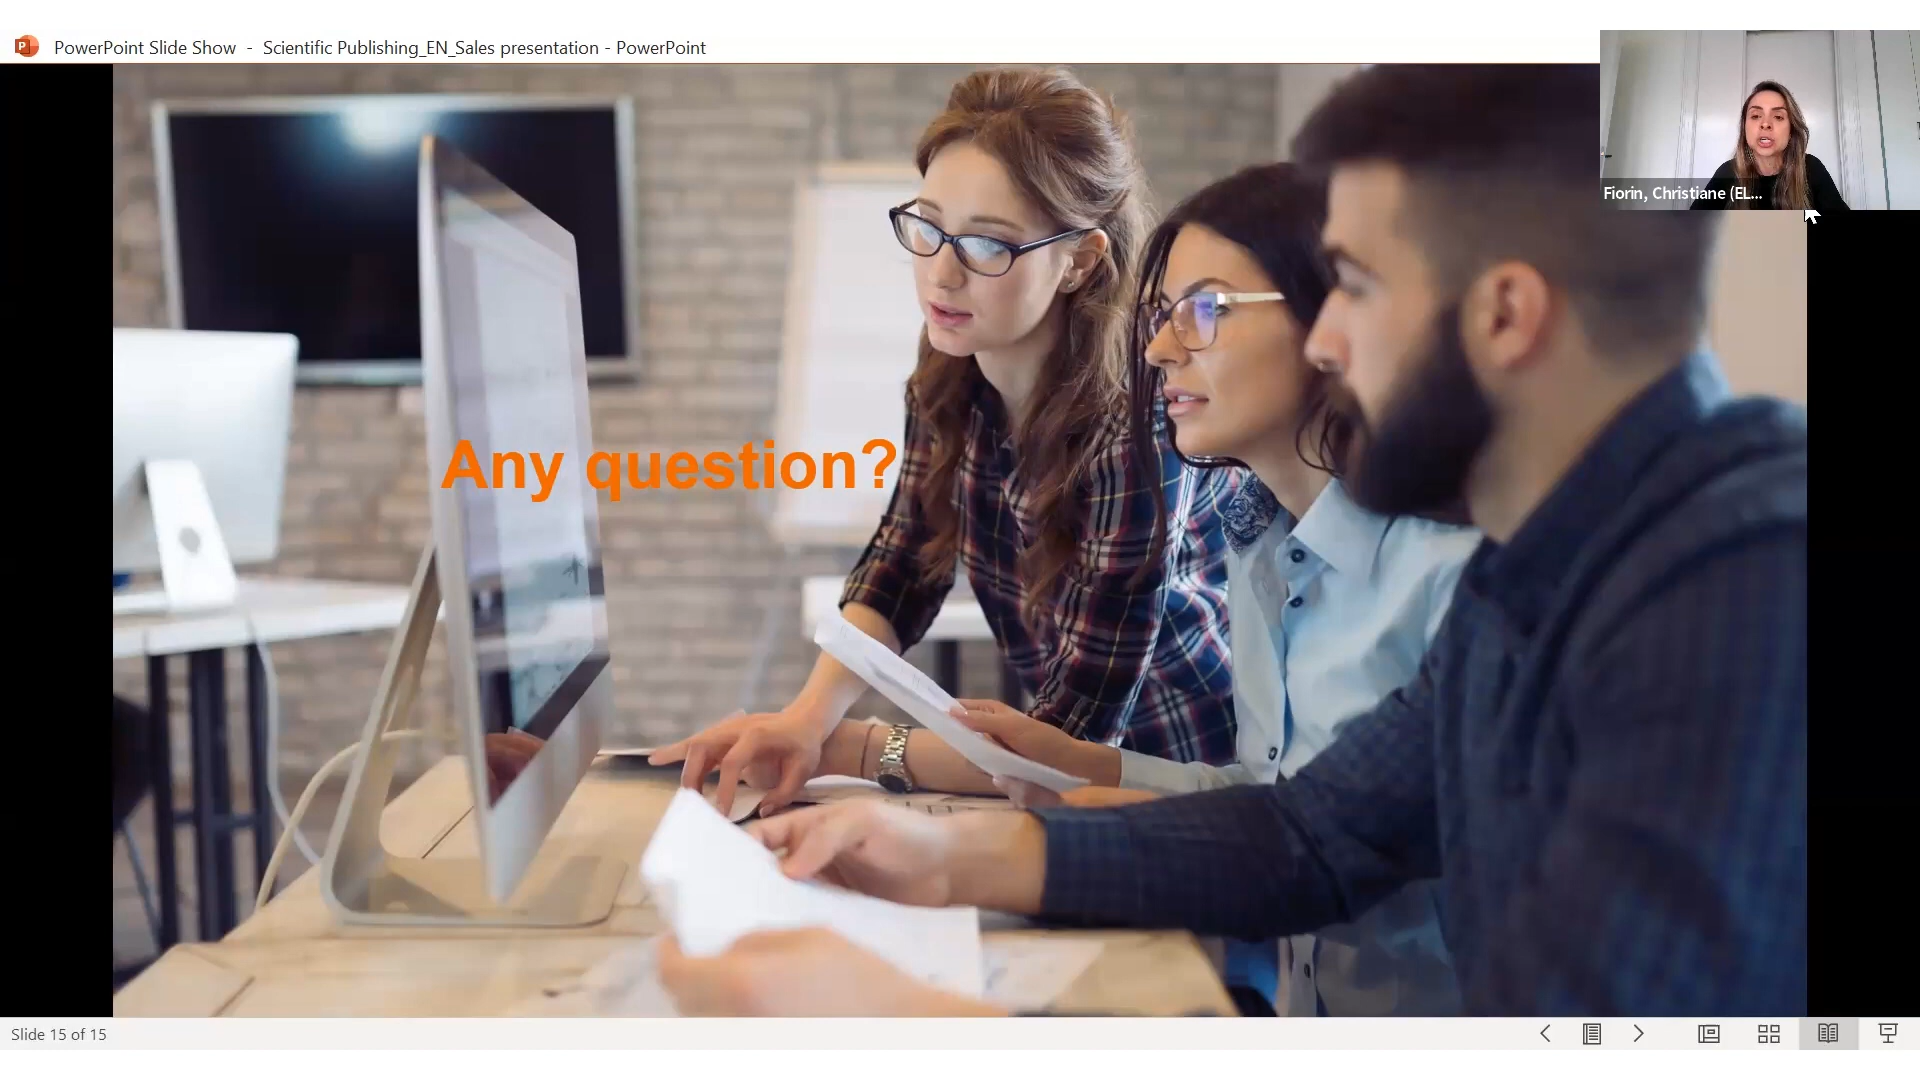 PowerPoint Slide Show - Scientific Publishing_EN_Sales presentation - PowerPoint
Fiorin, Christiane (EL...
Any question?
Slide 15 of 15